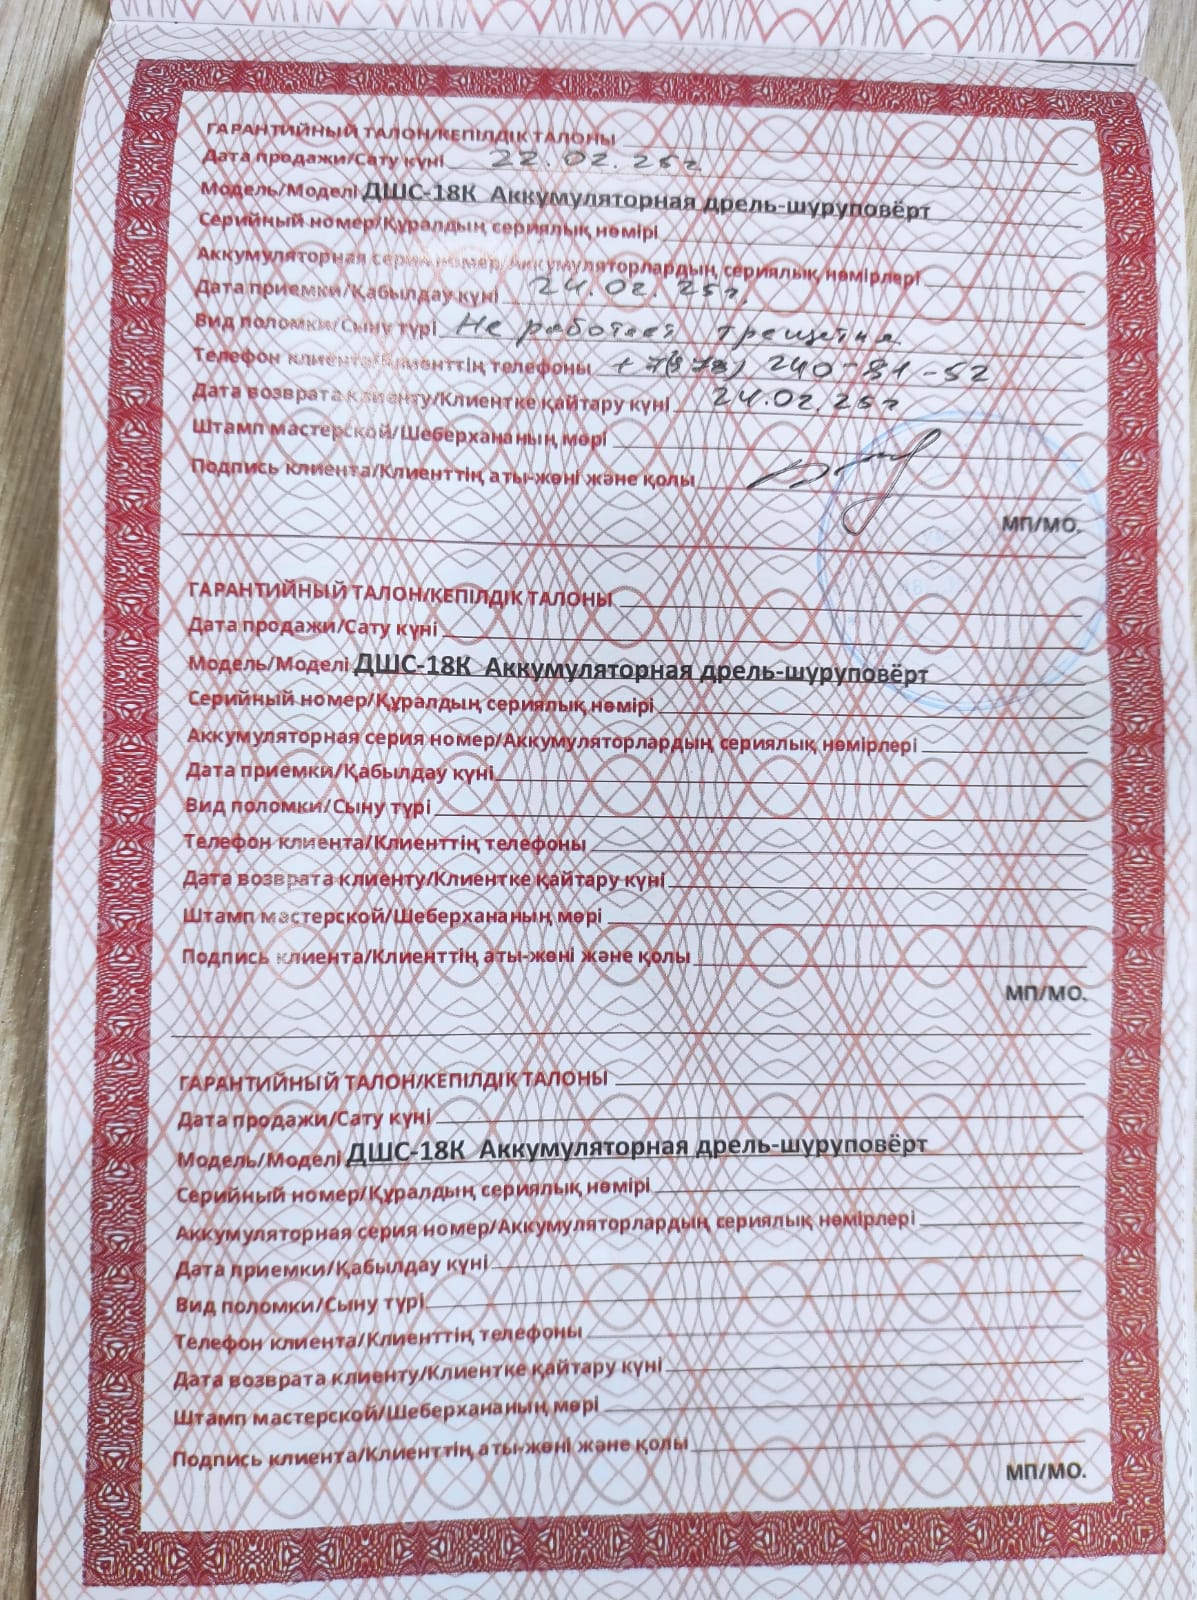 ГАРАНТИЙНЫЙ ТАЛОН/КЕПІЛДІК ТАЛОНЫ
Дата продажи/Сату күні 22.02.25г
Модель/Моделі ДШС-18К Аккумуляторная дрель-шуруповёрт
Серийный номер/Құралдың сериялық нөмірі
Аккумуляторная серия номер/Аккумуляторлардың сериялық нөмірлері
Дата приемки/Қабылдау күні 24.02.25г.
Вид поломки/Сыну түрі Не работает трещетка
Телефон клиента/Клиенттің телефоны +7(978) 240-81-52
Дата возврата клиенту/Клиентке қайтару күні 24.02.25г
Штамп мастерской/Шеберхананың мөрі
Подпись клиента/Клиенттің аты-жөні және қолы
МП/МО.
ГАРАНТИЙНЫЙ ТАЛОН/КЕПІЛДІК ТАЛОНЫ
Дата продажи/Сату күні
Модель/Моделі ДШС-18К Аккумуляторная дрель-шуруповёрт
Серийный номер/Құралдың сериялық нөмірі
Аккумуляторная серия номер/Аккумуляторлардың сериялық нөмірлері
Дата приемки/Қабылдау күні
Вид поломки/Сыну түрі
Телефон клиента/Клиенттің телефоны
Дата возврата клиенту/Клиентке қайтару күні
Штамп мастерской/Шеберхананың мөрі
Подпись клиента/Клиенттің аты-жөні және қолы
МП/МО.
ГАРАНТИЙНЫЙ ТАЛОН/КЕПІЛДІК ТАЛОНЫ
Дата продажи/Сату күні
Модель/Моделі ДШС-18К Аккумуляторная дрель-шуруповёрт
Серийный номер/Құралдың сериялық нөмірі
Аккумуляторная серия номер/Аккумуляторлардың сериялық нөмірлері
Дата приемки/Қабылдау күні
Вид поломки/Сыну түрі
Телефон клиента/Клиенттің телефоны
Дата возврата клиенту/Клиентке қайтару күні
Штамп мастерской/Шеберхананың мөрі
Подпись клиента/Клиенттің аты-жөні және қолы
МП/МО.